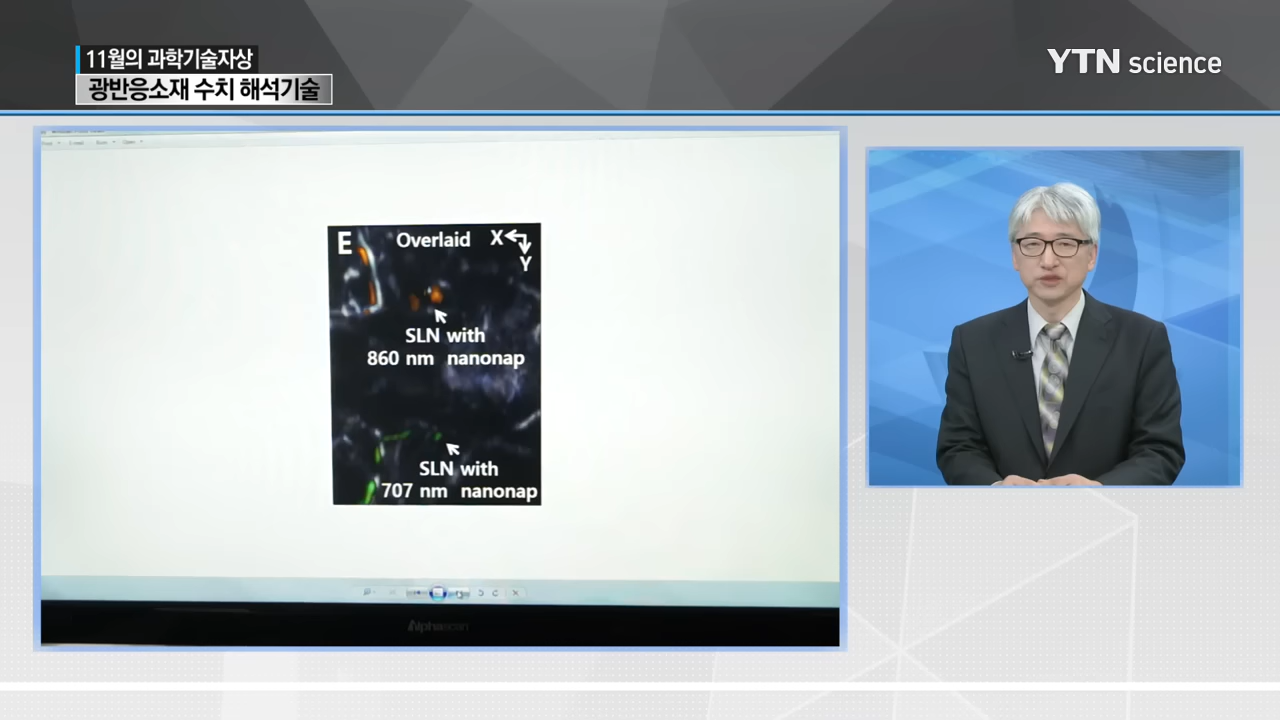 11월의 과학기술자상
광반응소재 수치 해석기술
YTN science
E Overlaid X
Y
SLN with
860 nm nanonap
SLN with
707 nm nanonap
Alphascan